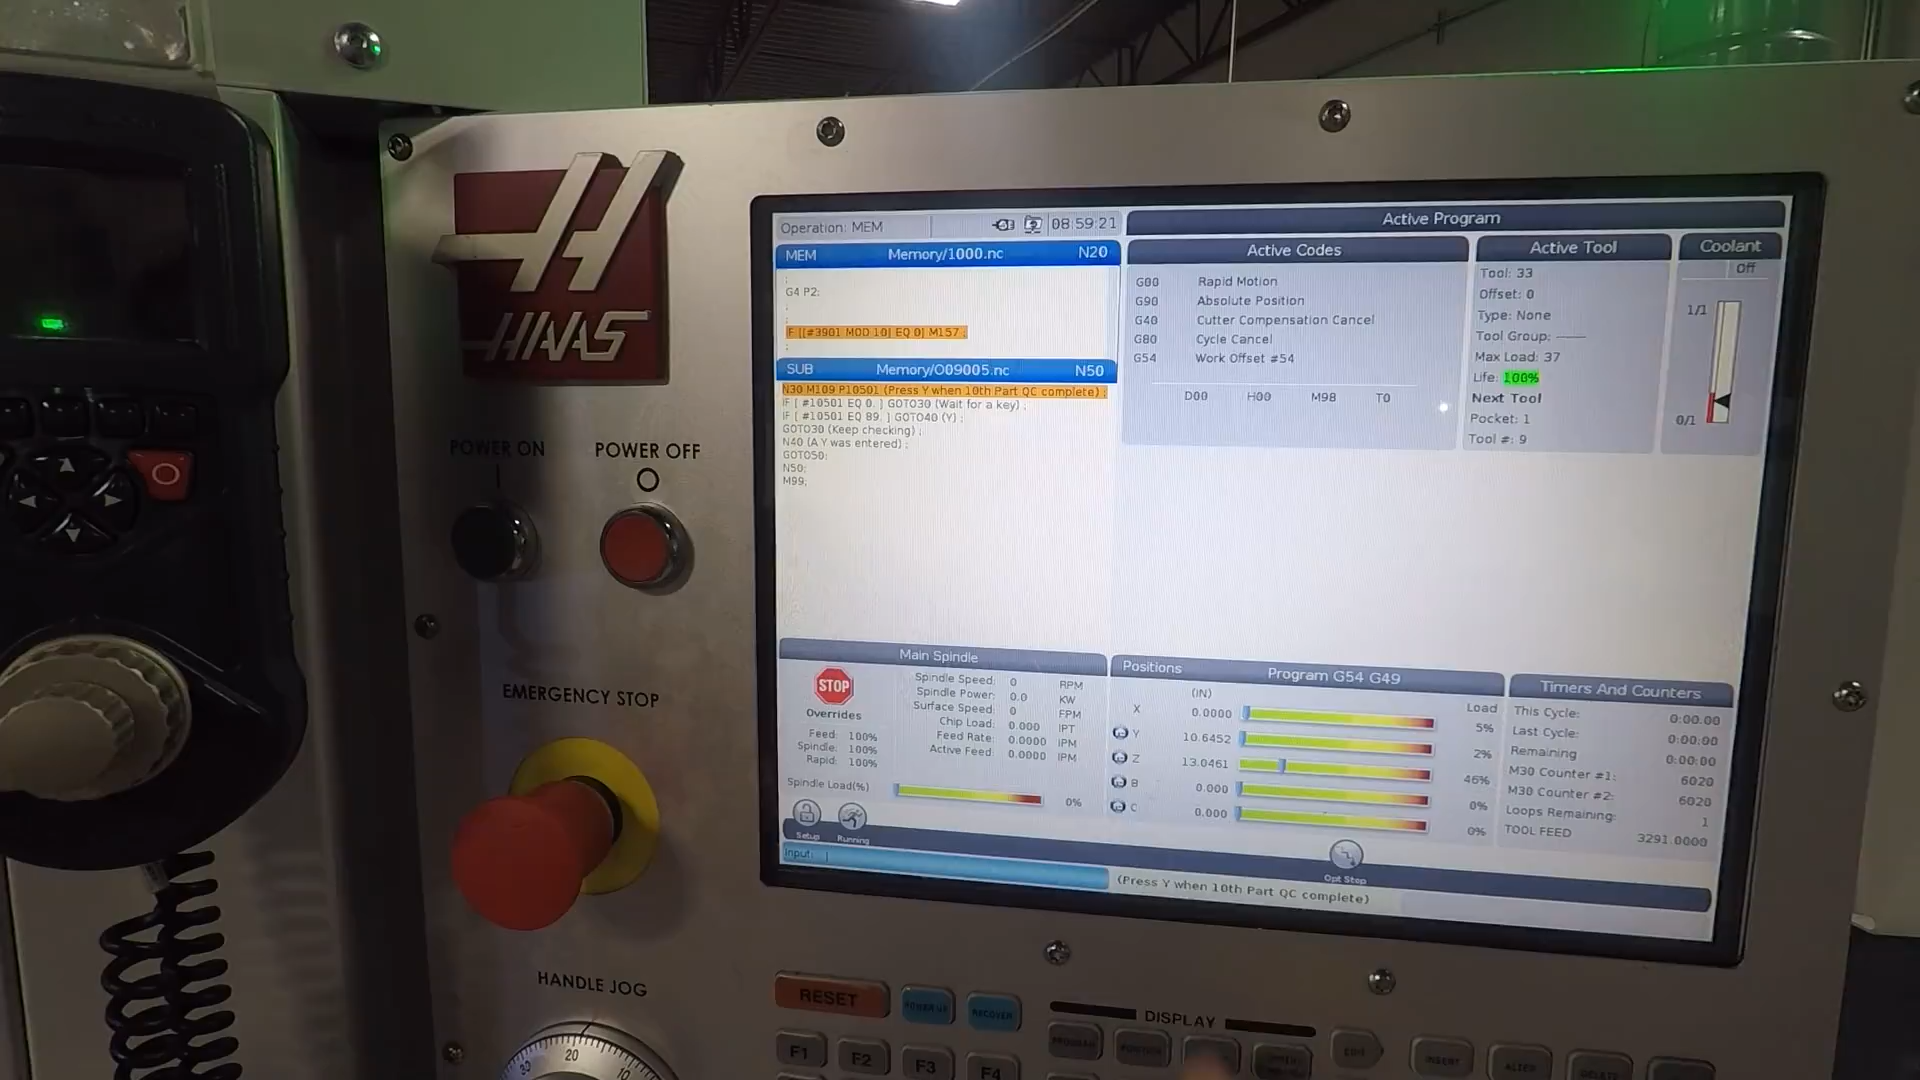 HAAS
POWER ON
POWER OFF
EMERGENCY STOP
HANDLE JOG
20
30
10
Operation: MEM
08:59:21
MEM Memory/1000.nc N20
;
G4 P2;
;
;
IF [[#3901 MOD 10] EQ 0] M157 ;
;
SUB Memory/O09005.nc N50
N30 M109 P10501 (Press Y when 10th Part QC complete) ;
IF [ #10501 EQ 0. ] GOTO30 (Wait for a key) ;
IF [ #10501 EQ 89. ] GOTO40 (Y) ;
GOTO30 (Keep checking) ;
N40 (A Y was entered) ;
GOTO50;
N50;
M99;
Active Program
Active Codes
G00 Rapid Motion
G90 Absolute Position
G40 Cutter Compensation Cancel
G80 Cycle Cancel
G54 Work Offset #54
D00 H00 M98 T0
Active Tool
Tool: 33
Offset: 0
Type: None
Tool Group: -----
Max Load: 37
Life: 100%
Next Tool
Pocket: 1
Tool #: 9
Coolant
Off
1/1
0/1
Main Spindle
STOP
Overrides
Feed: 100%
Spindle: 100%
Rapid: 100%
Spindle Speed: 0 RPM
Spindle Power: 0.0 KW
Surface Speed: 0 FPM
Chip Load: 0.000 IPT
Feed Rate: 0.0000 IPM
Active Feed: 0.0000 IPM
Spindle Load(%) 0%
Positions Program G54 G49
(IN) Load
X 0.0000 5%
Y 10.6452 2%
Z 13.0461 46%
B 0.000 0%
C 0.000 0%
Timers And Counters
This Cycle: 0:00:00
Last Cycle: 0:00:00
Remaining 0:00:00
M30 Counter #1: 6020
M30 Counter #2: 6020
Loops Remaining: 1
TOOL FEED 3291.0000
Setup
Running
Opt Stop
Input:
(Press Y when 10th Part QC complete)
RESET
POWER UP
RECOVER
DISPLAY
PROGRAM
POSITION
EDIT
INSERT
ALTER
DELETE
F1
F2
F3
F4